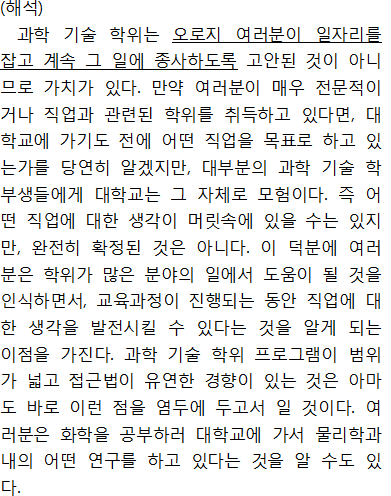 (해석)
과학 기술 학위는 오로지 여러분이 일자리를
잡고 계속 그 일에 종사하도록 고안된 것이 아니
므로 가치가 있다. 만약 여러분이 매우 전문적이
거나 직업과 관련된 학위를 취득하고 있다면, 대
학교에 가기도 전에 어떤 직업을 목표로 하고 있
는가를 당연히 알겠지만, 대부분의 과학 기술 학
부생들에게 대학교는 그 자체로 모험이다. 즉 어
떤 직업에 대한 생각이 머릿속에 있을 수는 있지
만, 완전히 확정된 것은 아니다. 이 덕분에 여러
분은 학위가 많은 분야의 일에서 도움이 될 것을
인식하면서, 교육과정이 진행되는 동안 직업에 대
한 생각을 발전시킬 수 있다는 것을 알게 되는
이점을 가진다. 과학 기술 학위 프로그램이 범위
가 넓고 접근법이 유연한 경향이 있는 것은 아마
도 바로 이런 점을 염두에 두고서 일 것이다. 여
러분은 화학을 공부하러 대학교에 가서 물리학과
내의 어떤 연구를 하고 있다는 것을 알 수도 있
다.